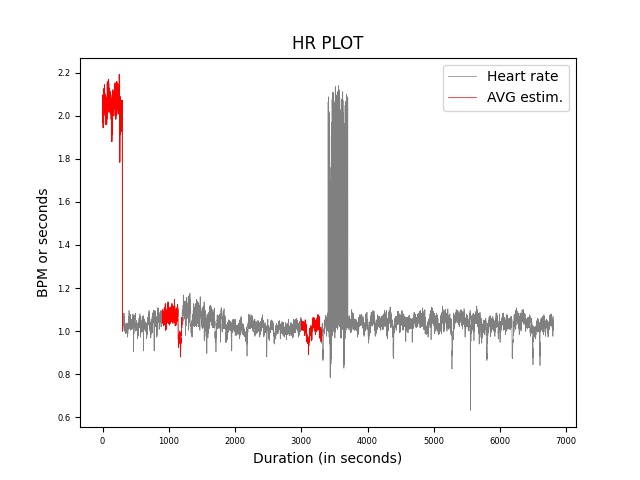 HR PLOT
Heart rate
AVG estim.
BPM or seconds
2.2
2.0
1.8
1.6
1.4
1.2
1.0
0.8
0.6
0 1000 2000 3000 4000 5000 6000 7000
Duration (in seconds)